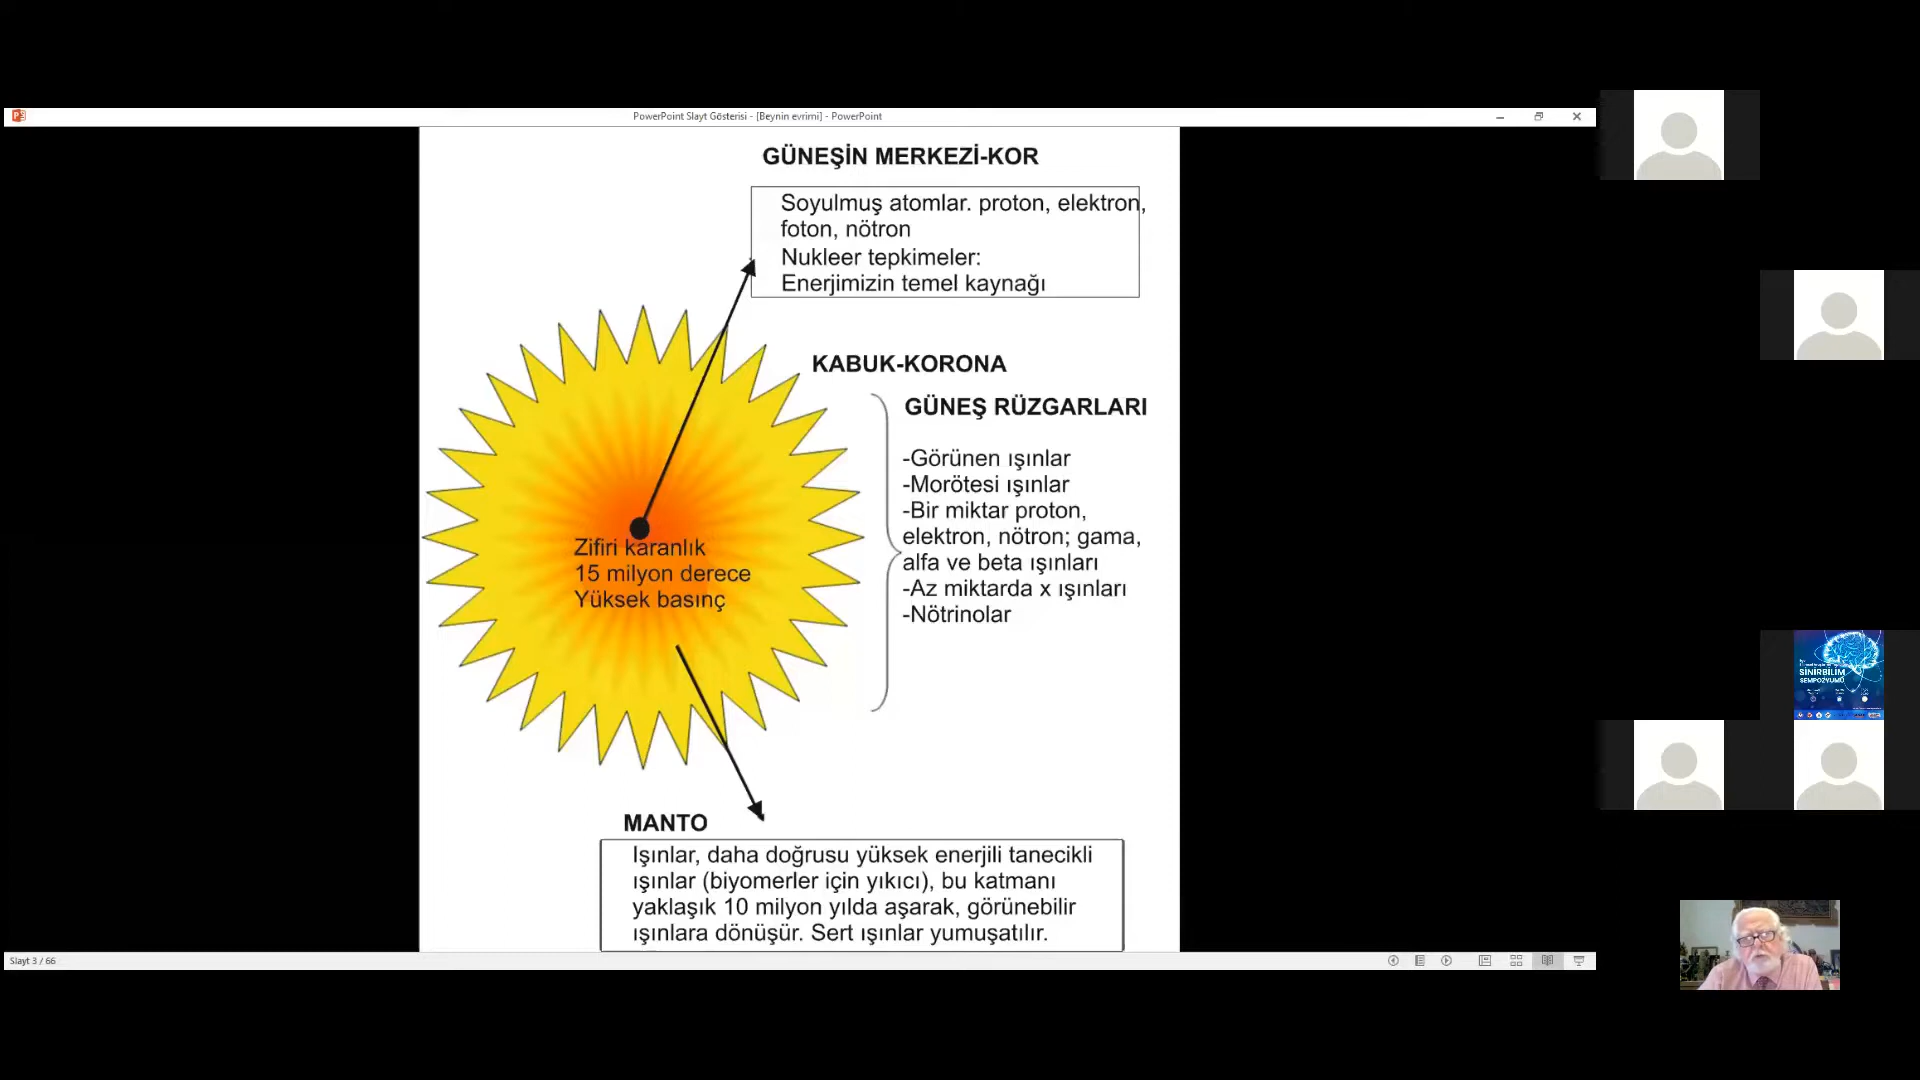 PowerPoint Slayt Gösterisi - [Beynin evrimi] - PowerPoint
GÜNEŞİN MERKEZİ-KOR
Soyulmuş atomlar. proton, elektron,
foton, nötron
Nukleer tepkimeler:
Enerjimizin temel kaynağı
KABUK-KORONA
GÜNEŞ RÜZGARLARI
-Görünen ışınlar
-Morötesi ışınlar
-Bir miktar proton,
elektron, nötron; gama,
alfa ve beta ışınları
-Az miktarda x ışınları
-Nötrinolar
Zifiri karanlık
15 milyon derece
Yüksek basınç
MANTO
Işınlar, daha doğrusu yüksek enerjili tanecikli
ışınlar (biyomerler için yıkıcı), bu katmanı
yaklaşık 10 milyon yılda aşarak, görünebilir
ışınlara dönüşür. Sert ışınlar yumuşatılır.
Slayt 3 / 66
SİNİRBİLİM
SEMPOZYUMU